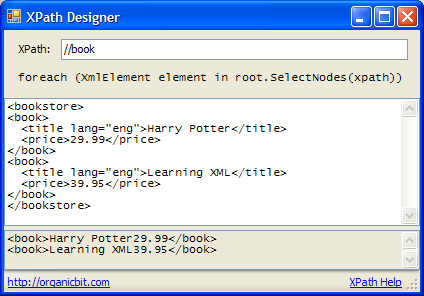 XPath Designer
XPath: //book
foreach (XmlElement element in root.SelectNodes(xpath))
<bookstore>
<book>
  <title lang="eng">Harry Potter</title>
  <price>29.99</price>
</book>
<book>
  <title lang="eng">Learning XML</title>
  <price>39.95</price>
</book>
</bookstore>
<book>Harry Potter29.99</book>
<book>Learning XML39.95</book>
http://organicbit.com XPath Help